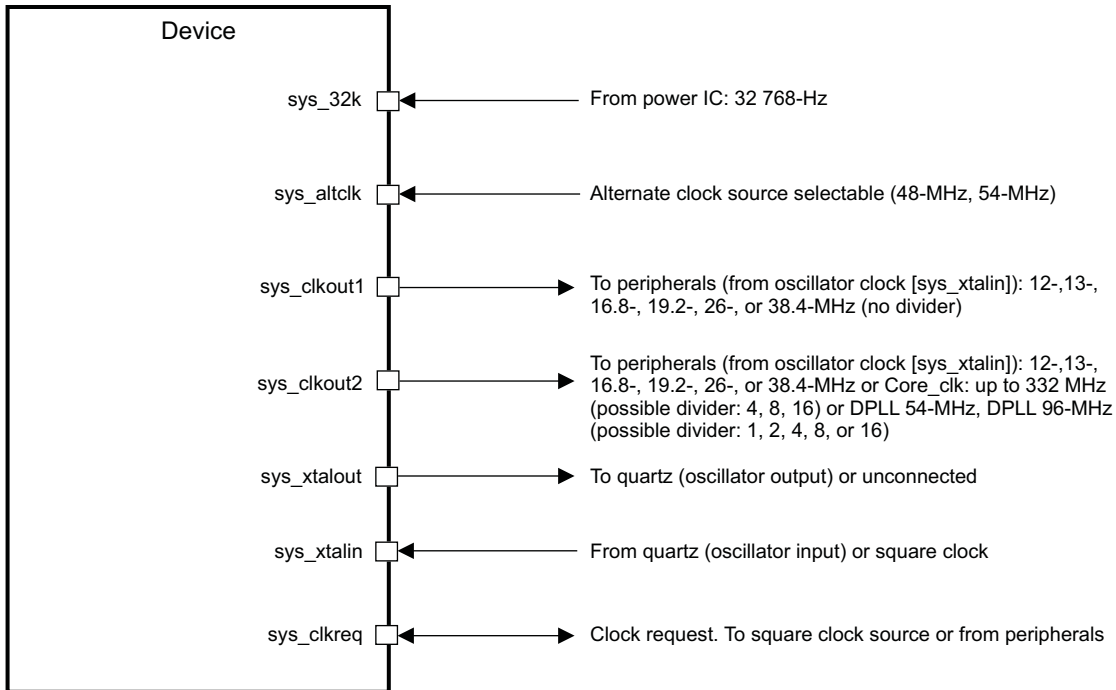 Device
sys_32k
From power IC: 32 768-Hz
sys_altclk
Alternate clock source selectable (48-MHz, 54-MHz)
sys_clkout1
To peripherals (from oscillator clock [sys_xtalin]): 12-,13-,
16.8-, 19.2-, 26-, or 38.4-MHz (no divider)
sys_clkout2
To peripherals (from oscillator clock [sys_xtalin]): 12-,13-,
16.8-, 19.2-, 26-, or 38.4-MHz or Core_clk: up to 332 MHz
(possible divider: 4, 8, 16) or DPLL 54-MHz, DPLL 96-MHz
(possible divider: 1, 2, 4, 8, or 16)
sys_xtalout
To quartz (oscillator output) or unconnected
sys_xtalin
From quartz (oscillator input) or square clock
sys_clkreq
Clock request. To square clock source or from peripherals